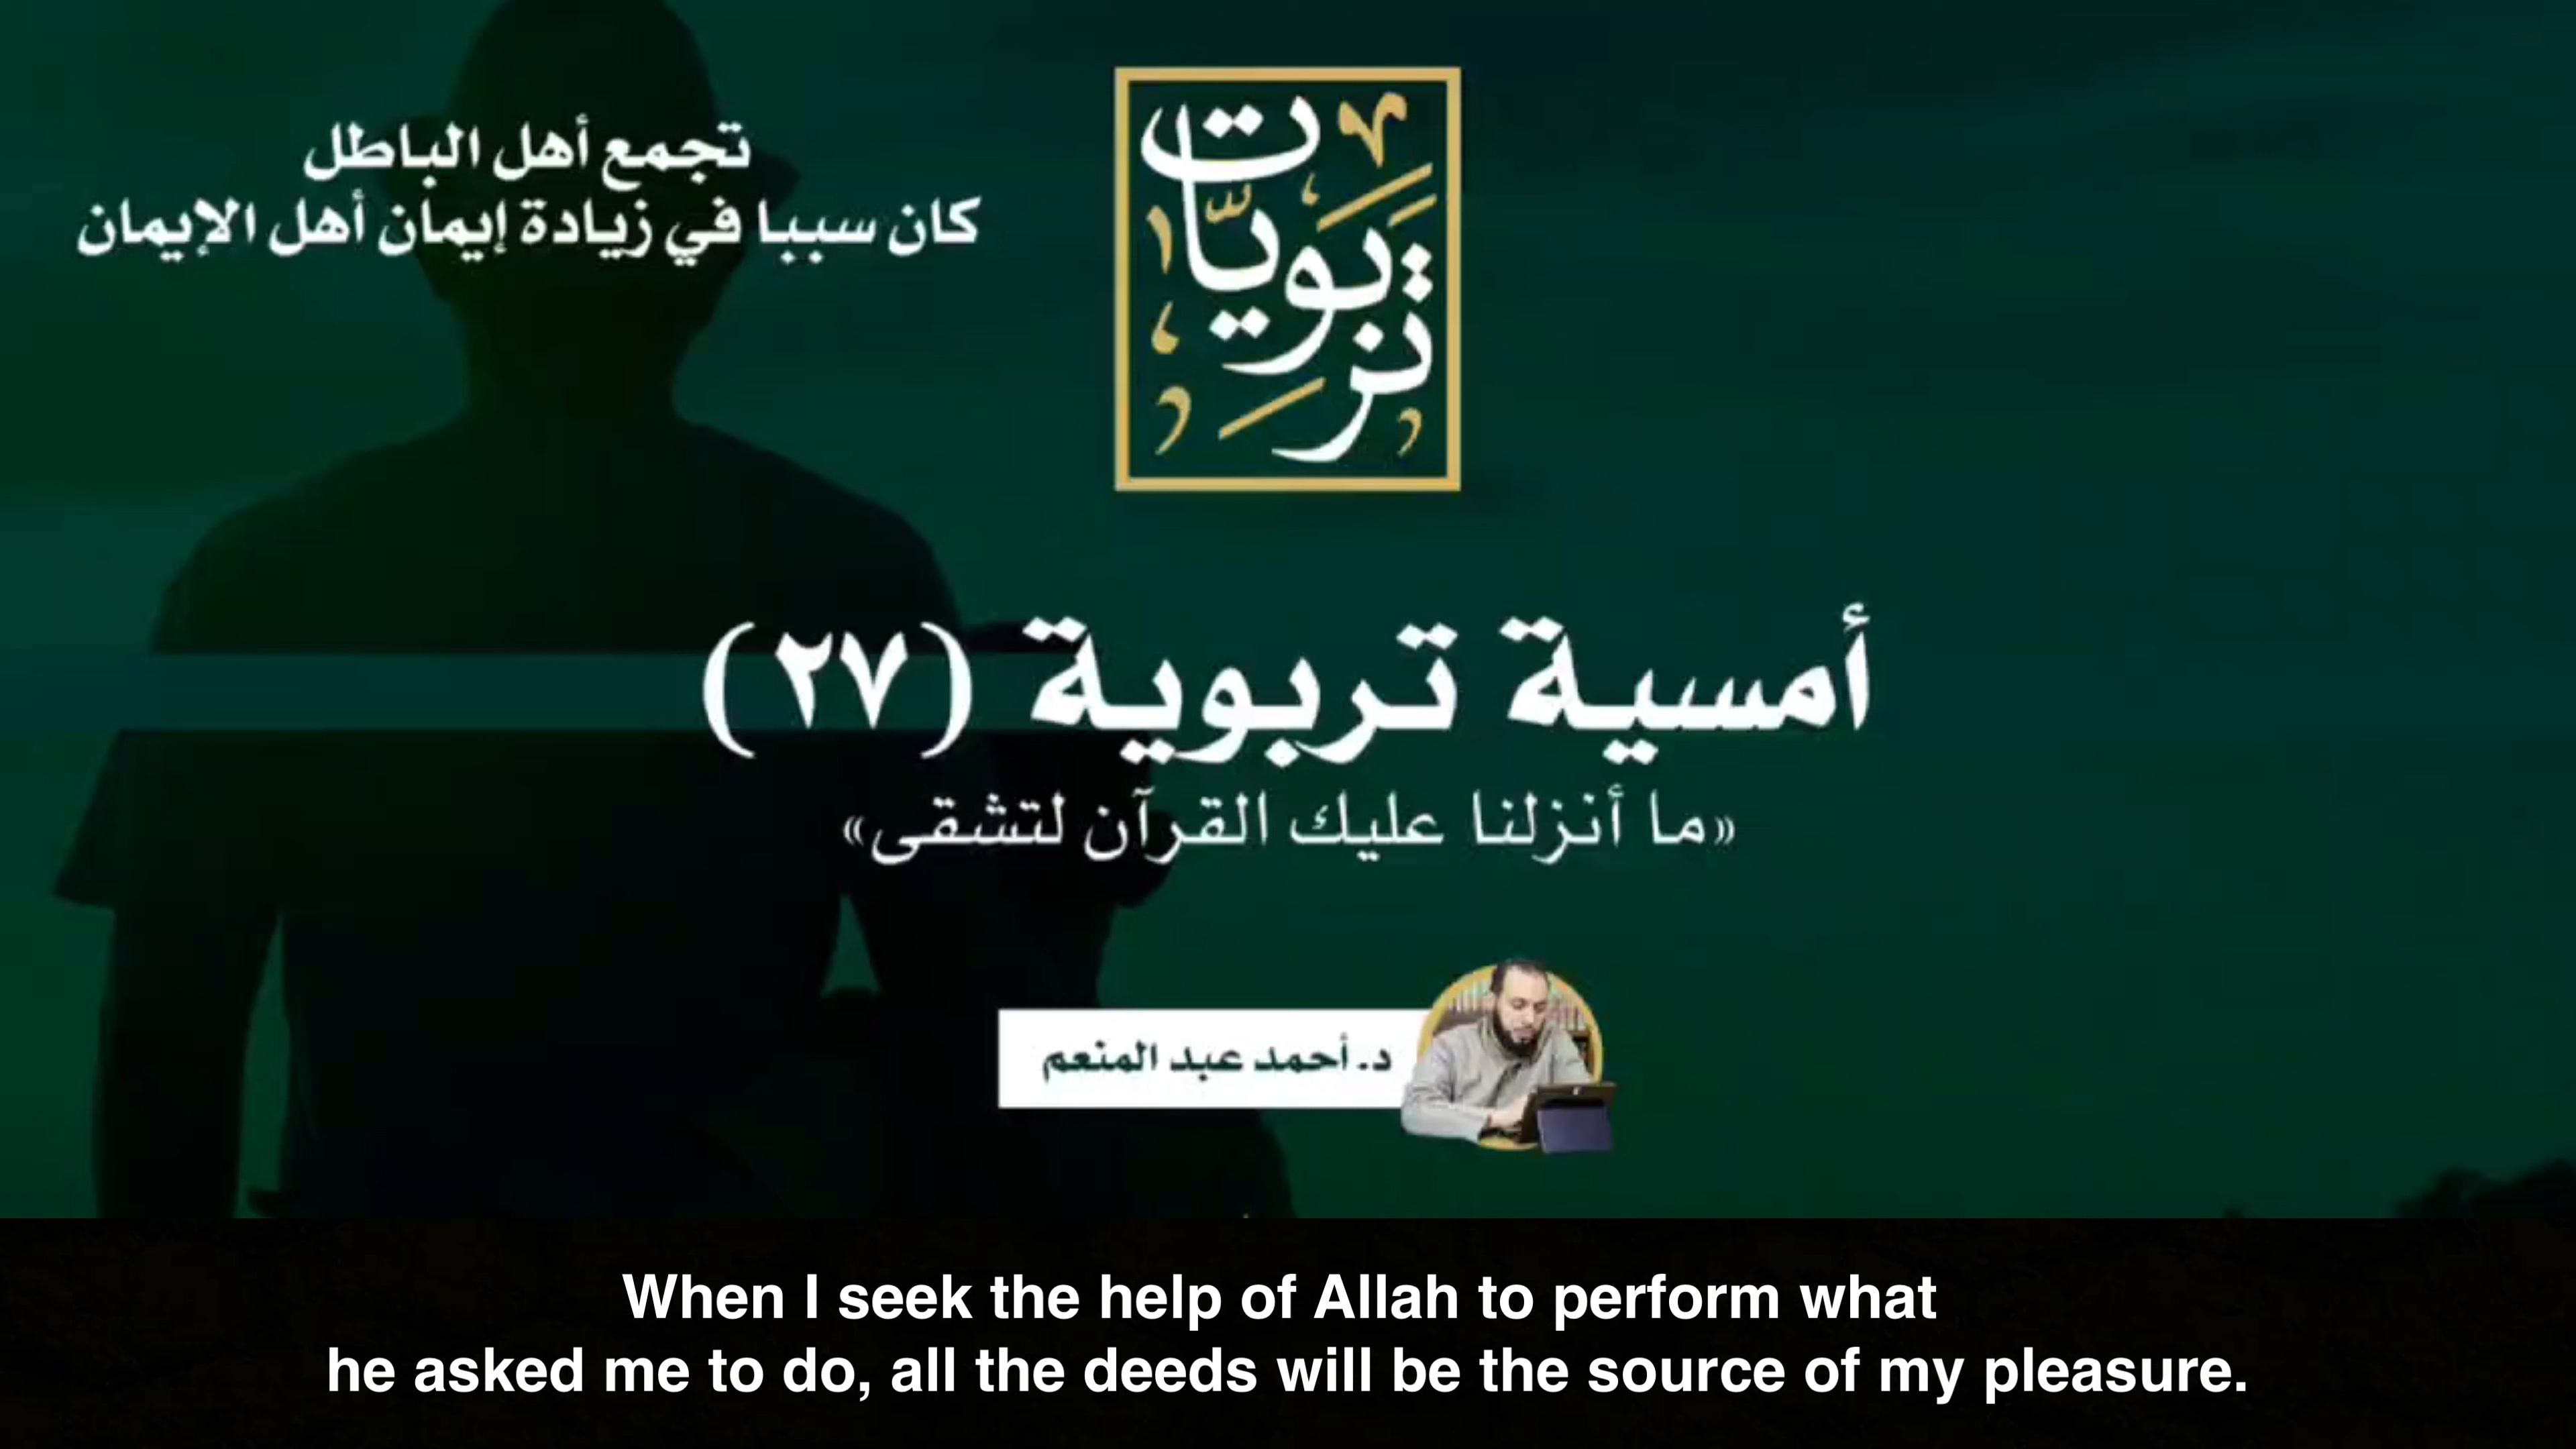 تجمع أهل الباطل
كان سببا في زيادة إيمان أهل الإيمان
تربويات
أمسية تربوية (٢٧)
«ما أنزلنا عليك القرآن لتشقى»
د. أحمد عبد المنعم
When I seek the help of Allah to perform what
he asked me to do, all the deeds will be the source of my pleasure.